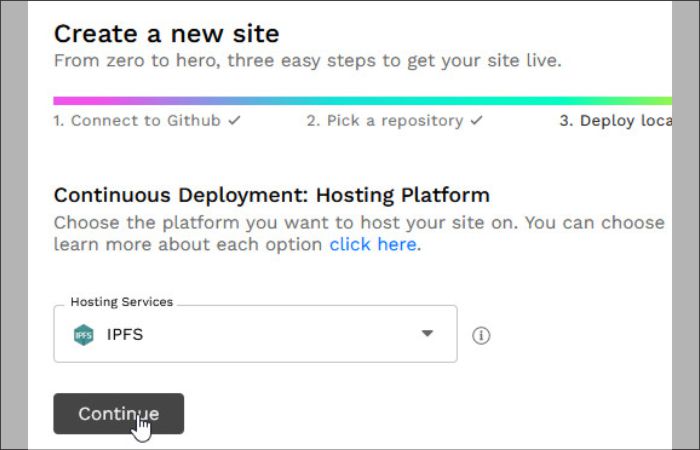 Create a new site
From zero to hero, three easy steps to get your site live.
1. Connect to Github ✓ 2. Pick a repository ✓ 3. Deploy loca
Continuous Deployment: Hosting Platform
Choose the platform you want to host your site on. You can choose
learn more about each option click here.
Hosting Services
IPFS IPFS
Continue